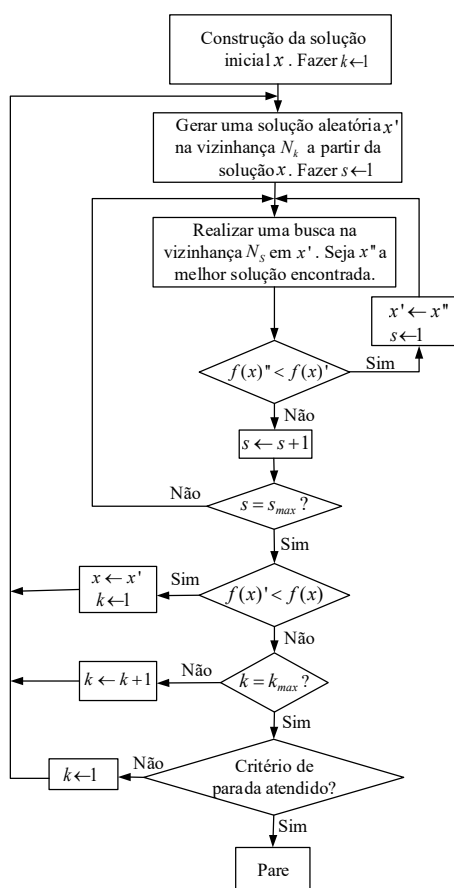 Construção da solução
inicial x . Fazer k←1
Gerar uma solução aleatória x'
na vizinhança N_k a partir da
solução x. Fazer s←1
Realizar uma busca na
vizinhança N_S em x' . Seja x'' a
melhor solução encontrada.
x' ← x''
s←1
f(x)'' < f(x)'
Sim
Não
s ← s+1
Não
s = s_max ?
Sim
x ← x'
k←1
Sim
f(x)' < f(x)
Não
k ← k+1
Não
k = k_max ?
Sim
k←1
Não
Critério de
parada atendido?
Sim
Pare